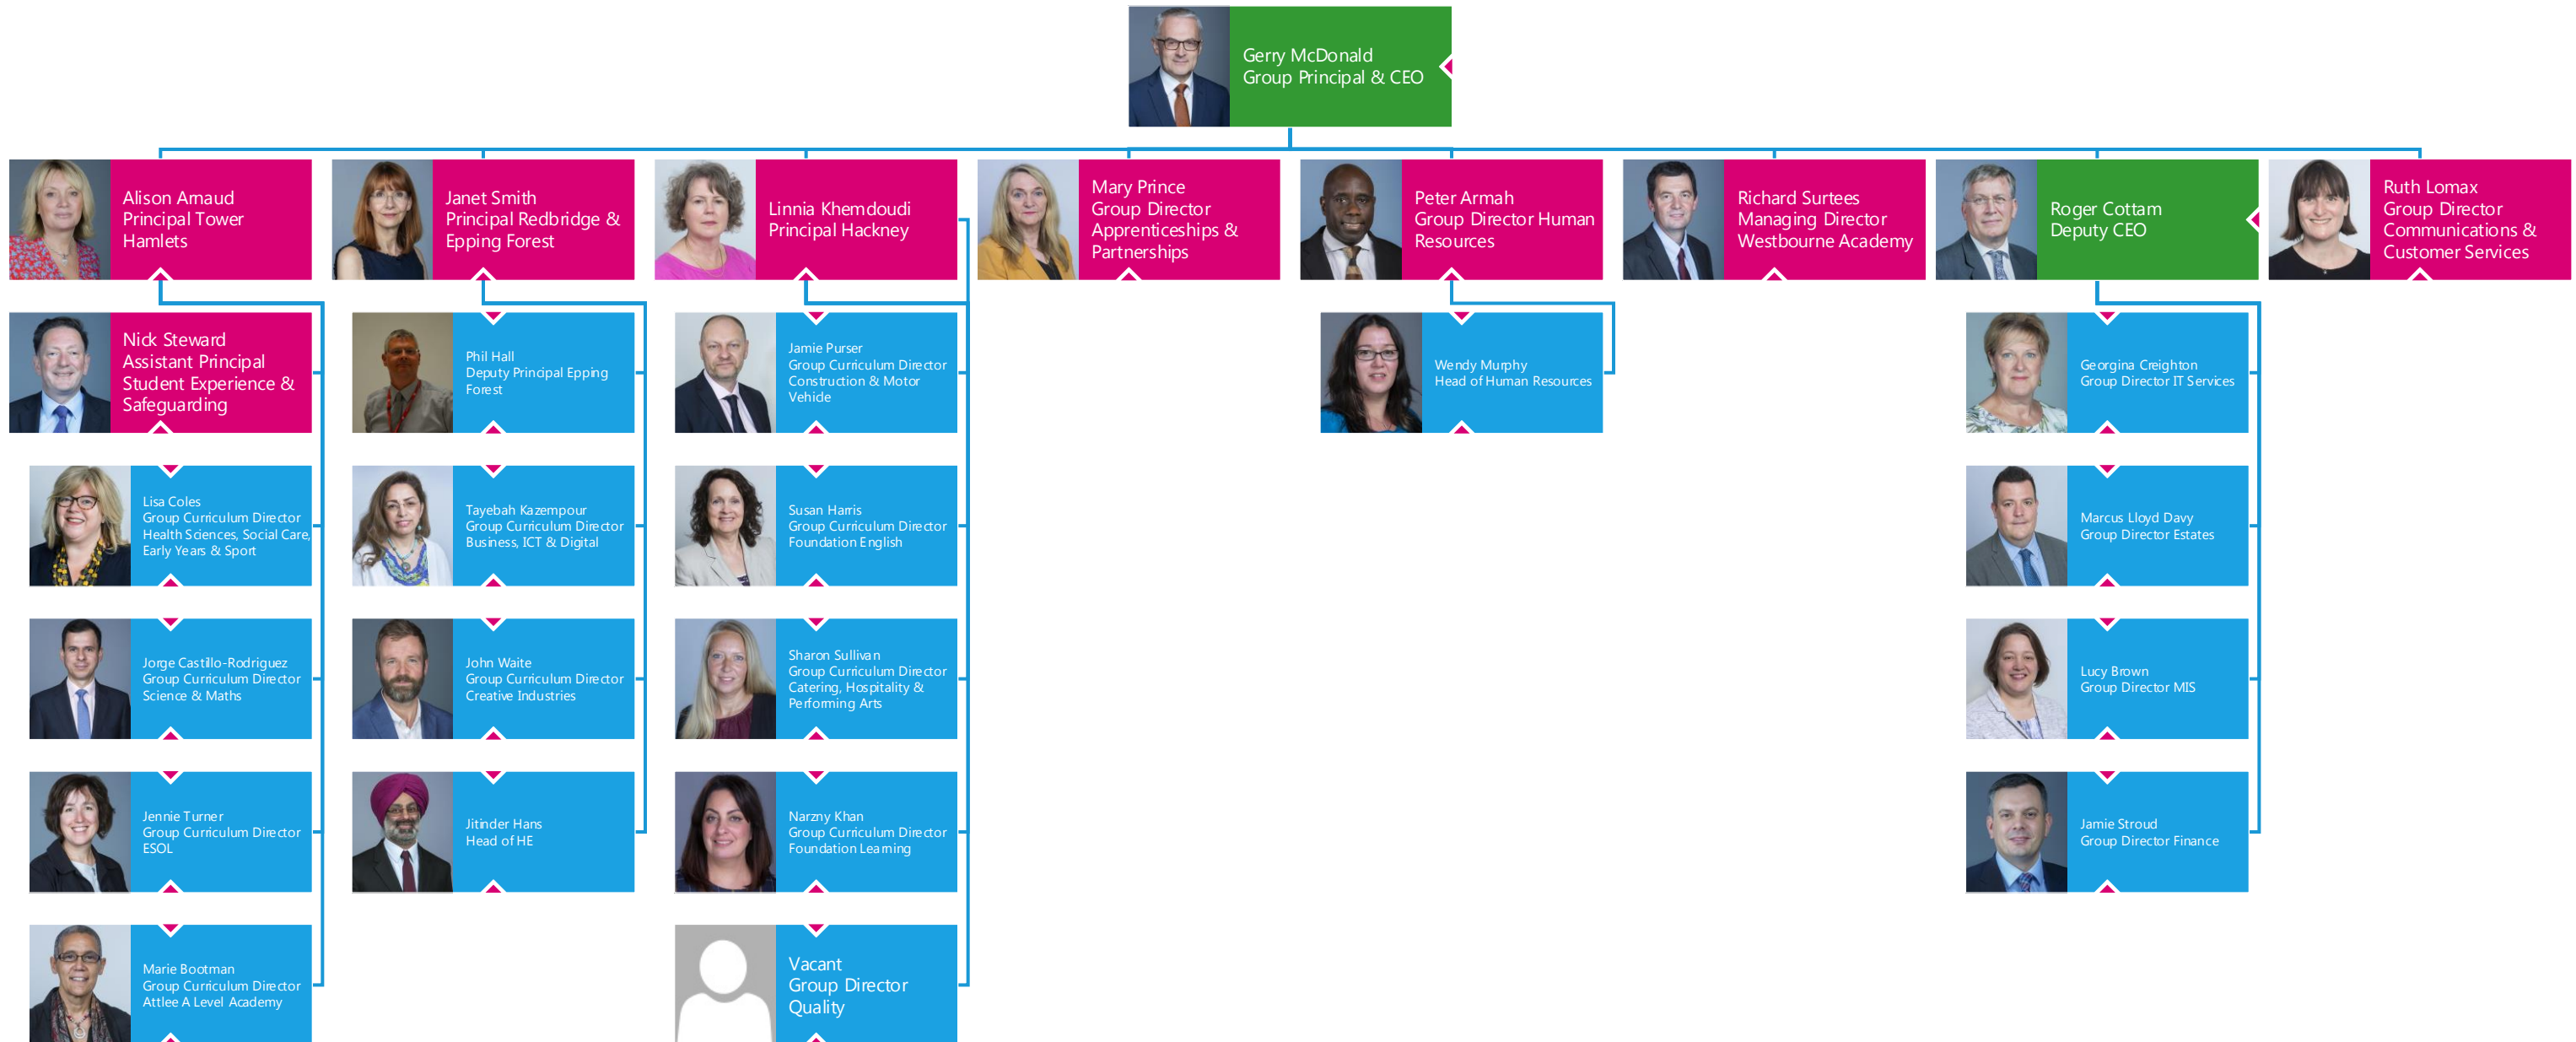 Gerry McDonald
Group Principal & CEO
Alison Arnaud
Principal Tower
Hamlets
Janet Smith
Principal Redbridge &
Epping Forest
Linnia Khemdoudi
Principal Hackney
Mary Prince
Group Director
Apprenticeships &
Partnerships
Peter Armah
Group Director Human
Resources
Richard Surtees
Managing Director
Westbourne Academy
Roger Cottam
Deputy CEO
Ruth Lomax
Group Director
Communications &
Customer Services
Nick Steward
Assistant Principal
Student Experience &
Safeguarding
Phil Hall
Deputy Principal Epping
Forest
Jamie Purser
Group Curriculum Director
Construction & Motor
Vehicle
Wendy Murphy
Head of Human Resources
Georgina Creighton
Group Director IT Services
Lisa Coles
Group Curriculum Director
Health Sciences, Social Care,
Early Years & Sport
Tayebah Kazempour
Group Curriculum Director
Business, ICT & Digital
Susan Harris
Group Curriculum Director
Foundation English
Marcus Lloyd Davy
Group Director Estates
Jorge Castillo-Rodriguez
Group Curriculum Director
Science & Maths
John Waite
Group Curriculum Director
Creative Industries
Sharon Sullivan
Group Curriculum Director
Catering, Hospitality &
Performing Arts
Lucy Brown
Group Director MIS
Jennie Turner
Group Curriculum Director
ESOL
Jitinder Hans
Head of HE
Narzny Khan
Group Curriculum Director
Foundation Learning
Jamie Stroud
Group Director Finance
Marie Bootman
Group Curriculum Director
Attlee A Level Academy
Vacant
Group Director
Quality